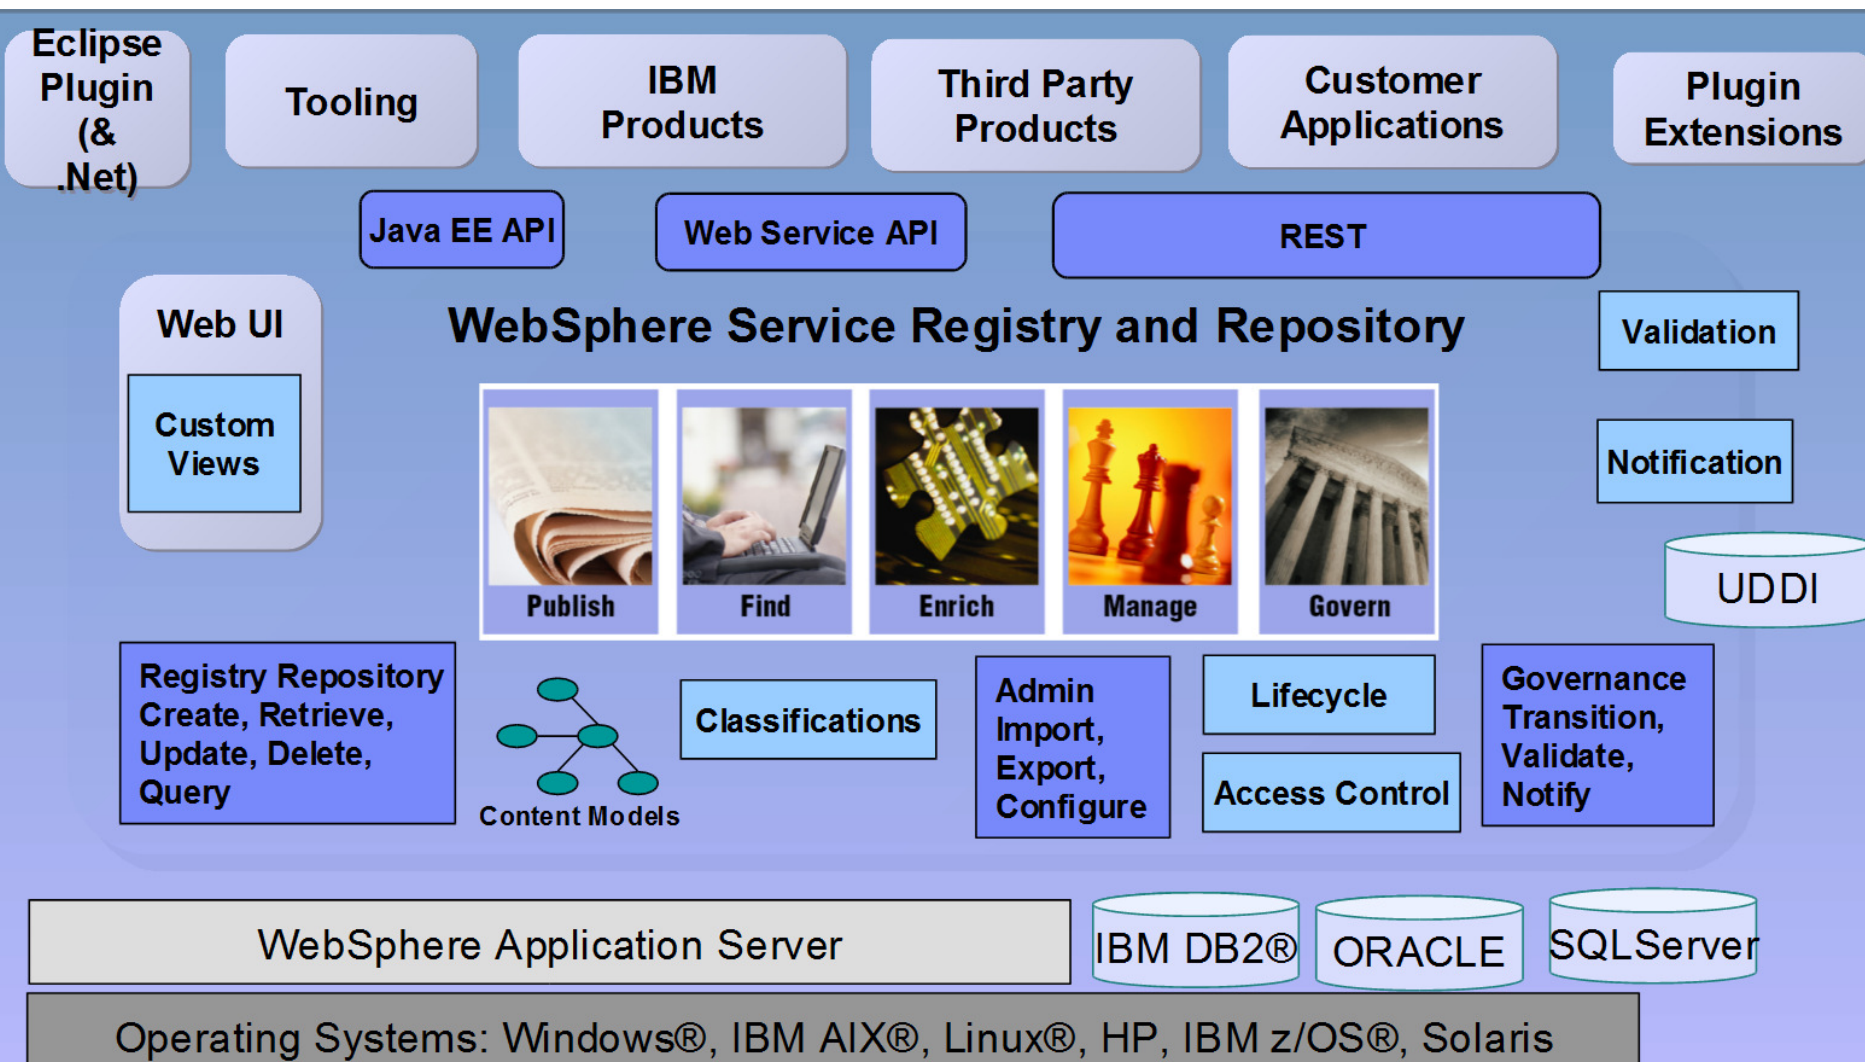 Eclipse
Plugin
(&
.Net)
Tooling
IBM
Products
Third Party
Products
Customer
Applications
Plugin
Extensions
Java EE API
Web Service API
REST
Web UI
Custom
Views
WebSphere Service Registry and Repository
Validation
Notification
Publish
Find
Enrich
Manage
Govern
UDDI
Registry Repository
Create, Retrieve,
Update, Delete,
Query
Content Models
Classifications
Admin
Import,
Export,
Configure
Lifecycle
Access Control
Governance
Transition,
Validate,
Notify
WebSphere Application Server
IBM DB2®
ORACLE
SQLServer
Operating Systems: Windows®, IBM AIX®, Linux®, HP, IBM z/OS®, Solaris